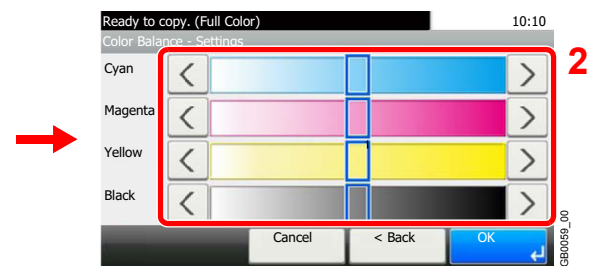 Ready to copy. (Full Color) 10:10
Color Balance - Settings
2
Cyan
Magenta
Yellow
Black
Cancel < Back OK
GB0059_00